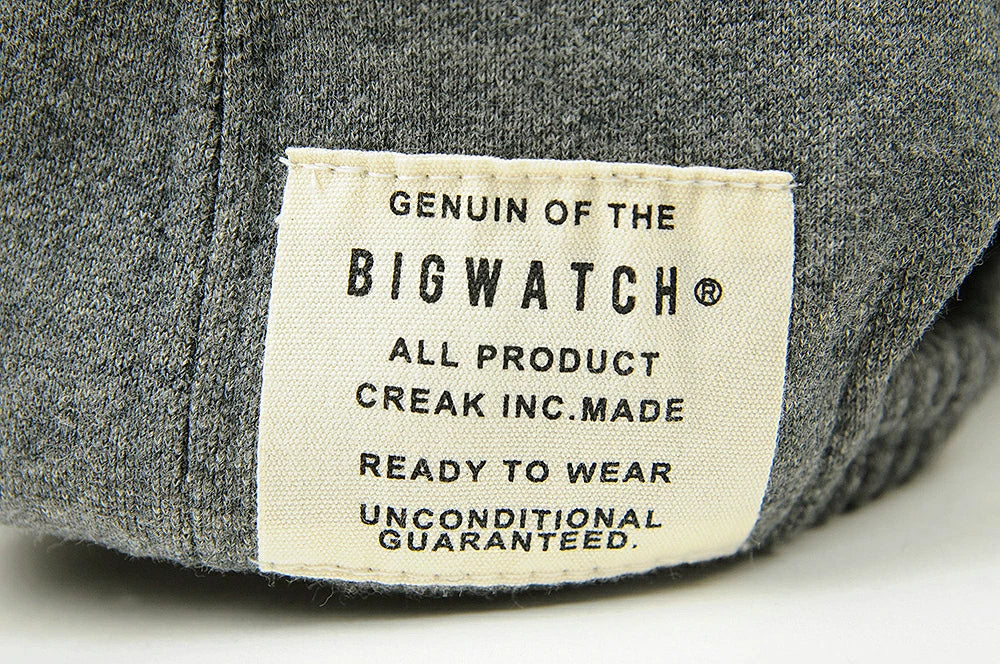 GENUIN OF THE
BIGWATCH®
ALL PRODUCT
CREAK INC.MADE
READY TO WEAR
UNCONDITIONAL
GUARANTEED.